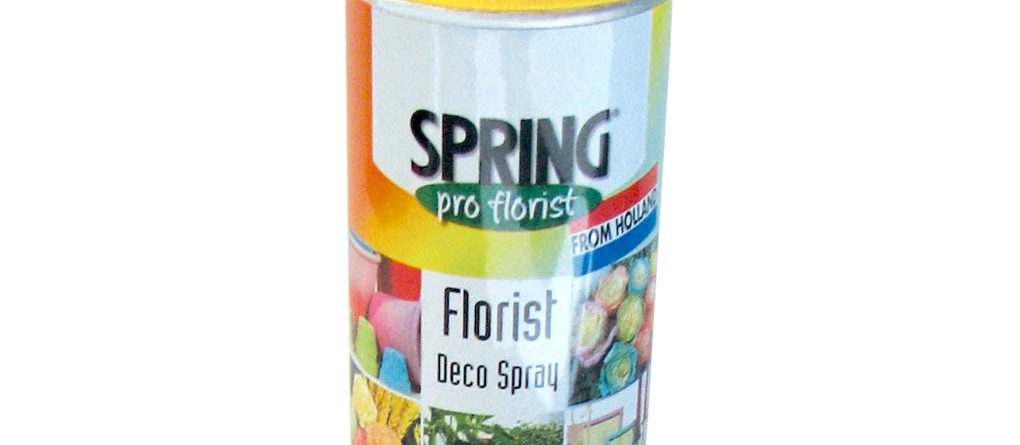 SPRING®
pro florist
FROM HOLLAND
Florist
Deco Spray